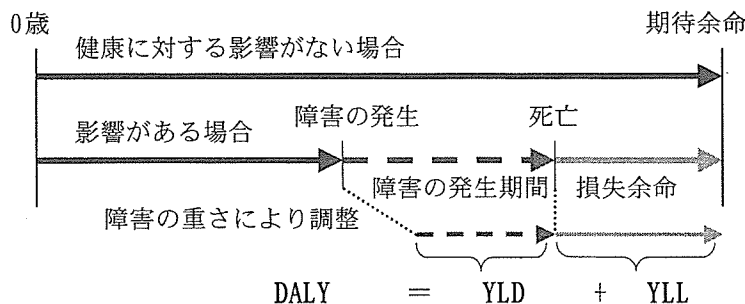 0歳 期待余命
健康に対する影響がない場合
障害の発生 死亡
影響がある場合
障害の発生期間 損失余命
障害の重さにより調整
DALY = YLD + YLL